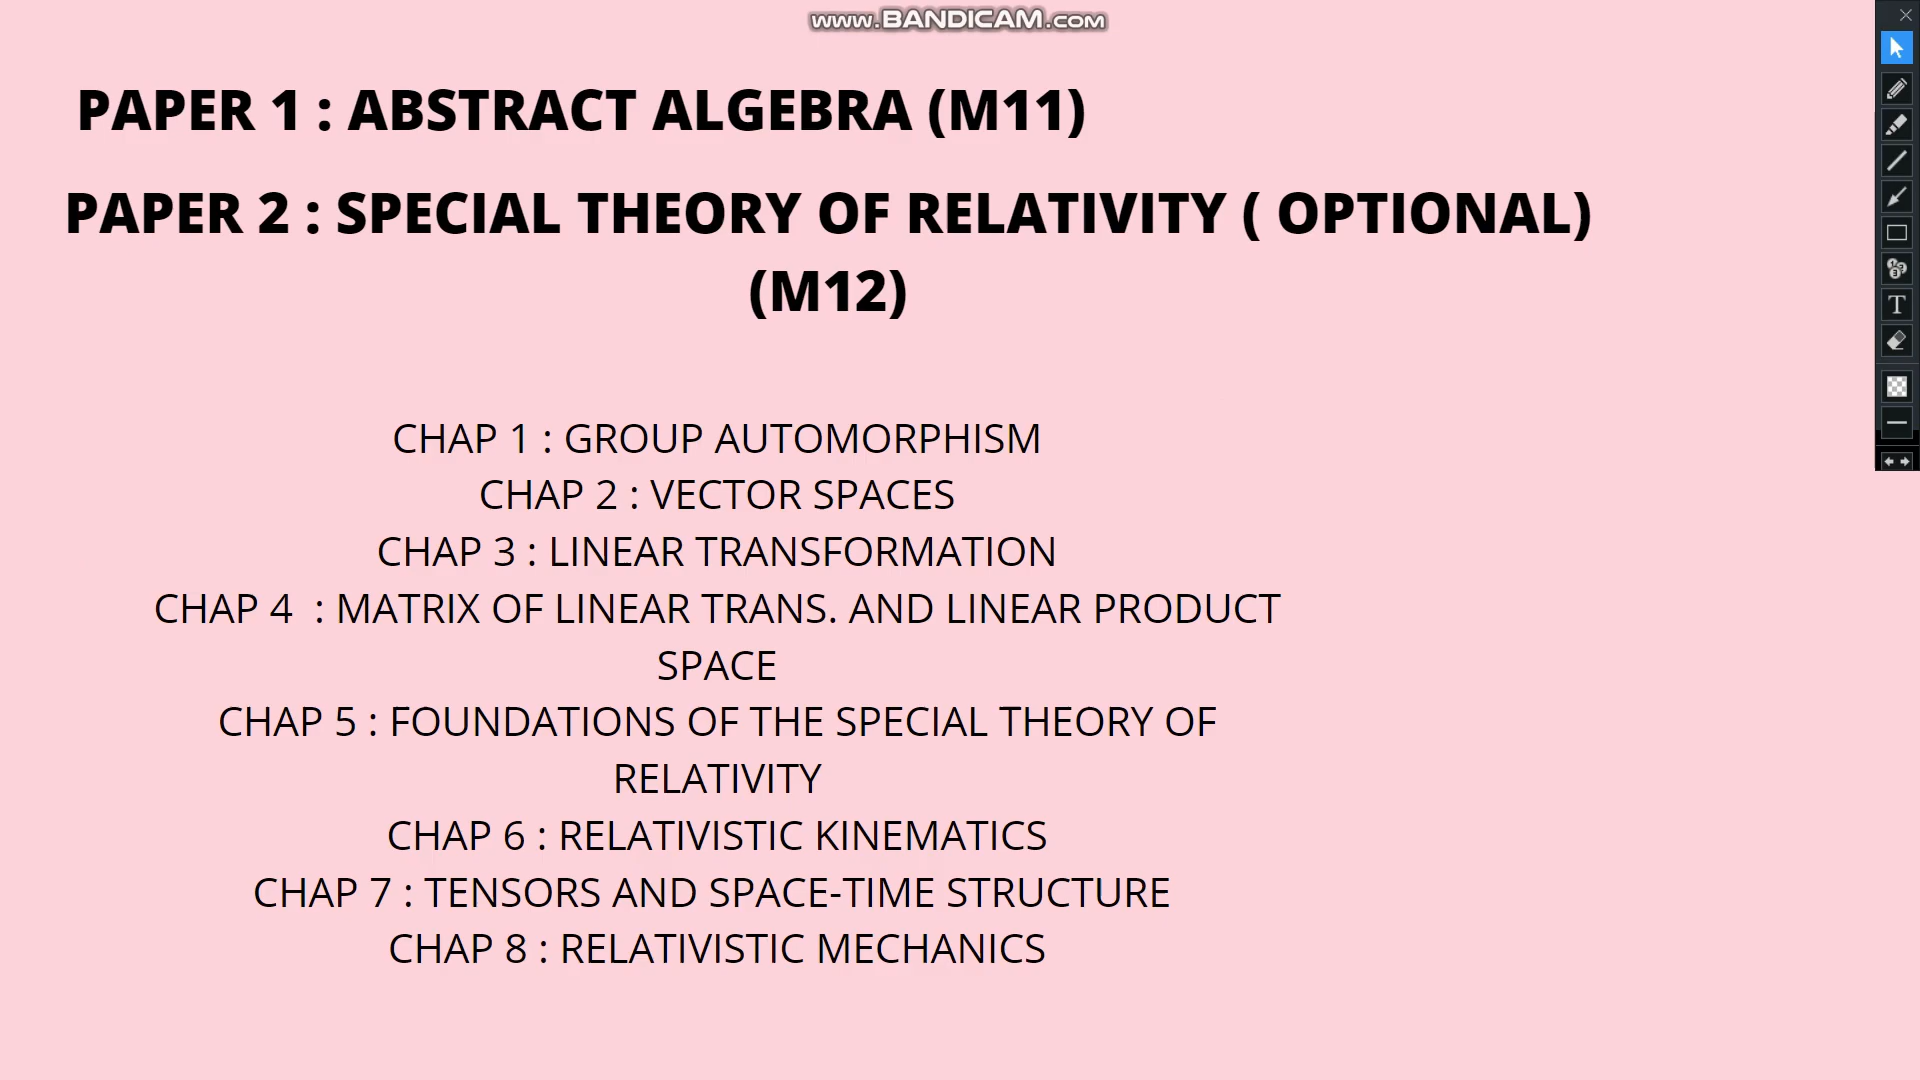 www.BANDICAM.com
PAPER 1 : ABSTRACT ALGEBRA (M11)
PAPER 2 : SPECIAL THEORY OF RELATIVITY ( OPTIONAL)
(M12)
CHAP 1 : GROUP AUTOMORPHISM
CHAP 2 : VECTOR SPACES
CHAP 3 : LINEAR TRANSFORMATION
CHAP 4  : MATRIX OF LINEAR TRANS. AND LINEAR PRODUCT
SPACE
CHAP 5 : FOUNDATIONS OF THE SPECIAL THEORY OF
RELATIVITY
CHAP 6 : RELATIVISTIC KINEMATICS
CHAP 7 : TENSORS AND SPACE-TIME STRUCTURE
CHAP 8 : RELATIVISTIC MECHANICS